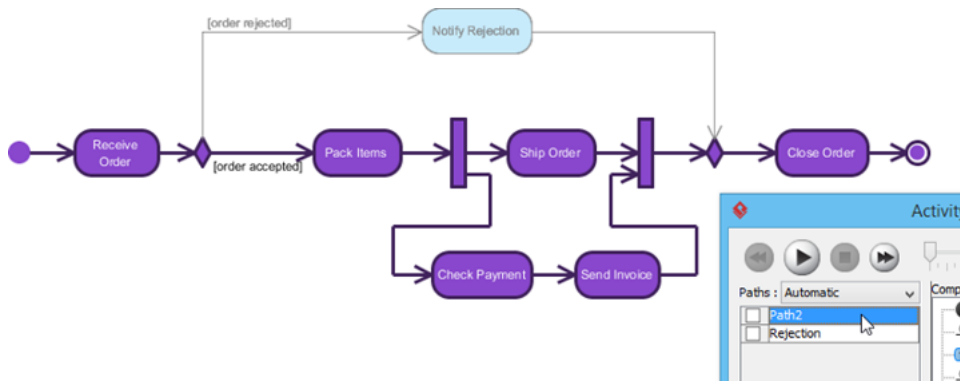 [order rejected]
Notify Rejection
Receive
Order
[order accepted]
Pack Items
Ship Order
Close Order
Check Payment
Send Invoice
Activity
Paths : Automatic
Comp
Path2
Rejection